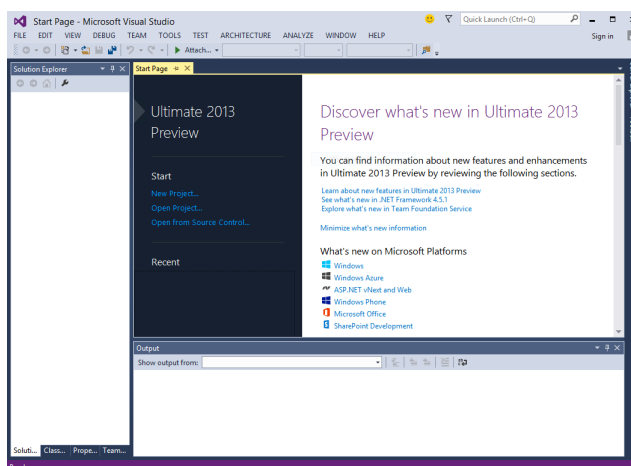 Start Page - Microsoft Visual Studio
Quick Launch (Ctrl+Q)
FILE EDIT VIEW DEBUG TEAM TOOLS TEST ARCHITECTURE ANALYZE WINDOW HELP
Sign in
Attach...
Solution Explorer
Start Page
Ultimate 2013
Preview
Start
New Project...
Open Project...
Open from Source Control...
Recent
Discover what's new in Ultimate 2013
Preview
You can find information about new features and enhancements
in Ultimate 2013 Preview by reviewing the following sections.
Learn about new features in Ultimate 2013 Preview
See what's new in .NET Framework 4.5.1
Explore what's new in Team Foundation Service
Minimize what's new information
What's new on Microsoft Platforms
Windows
Windows Azure
ASP.NET vNext and Web
Windows Phone
Microsoft Office
SharePoint Development
Output
Show output from:
Soluti... Class... Prope... Team...